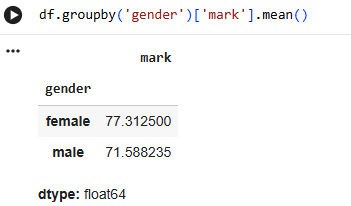 df.groupby('gender')['mark'].mean()
mark
gender
female 77.312500
male 71.588235
dtype: float64